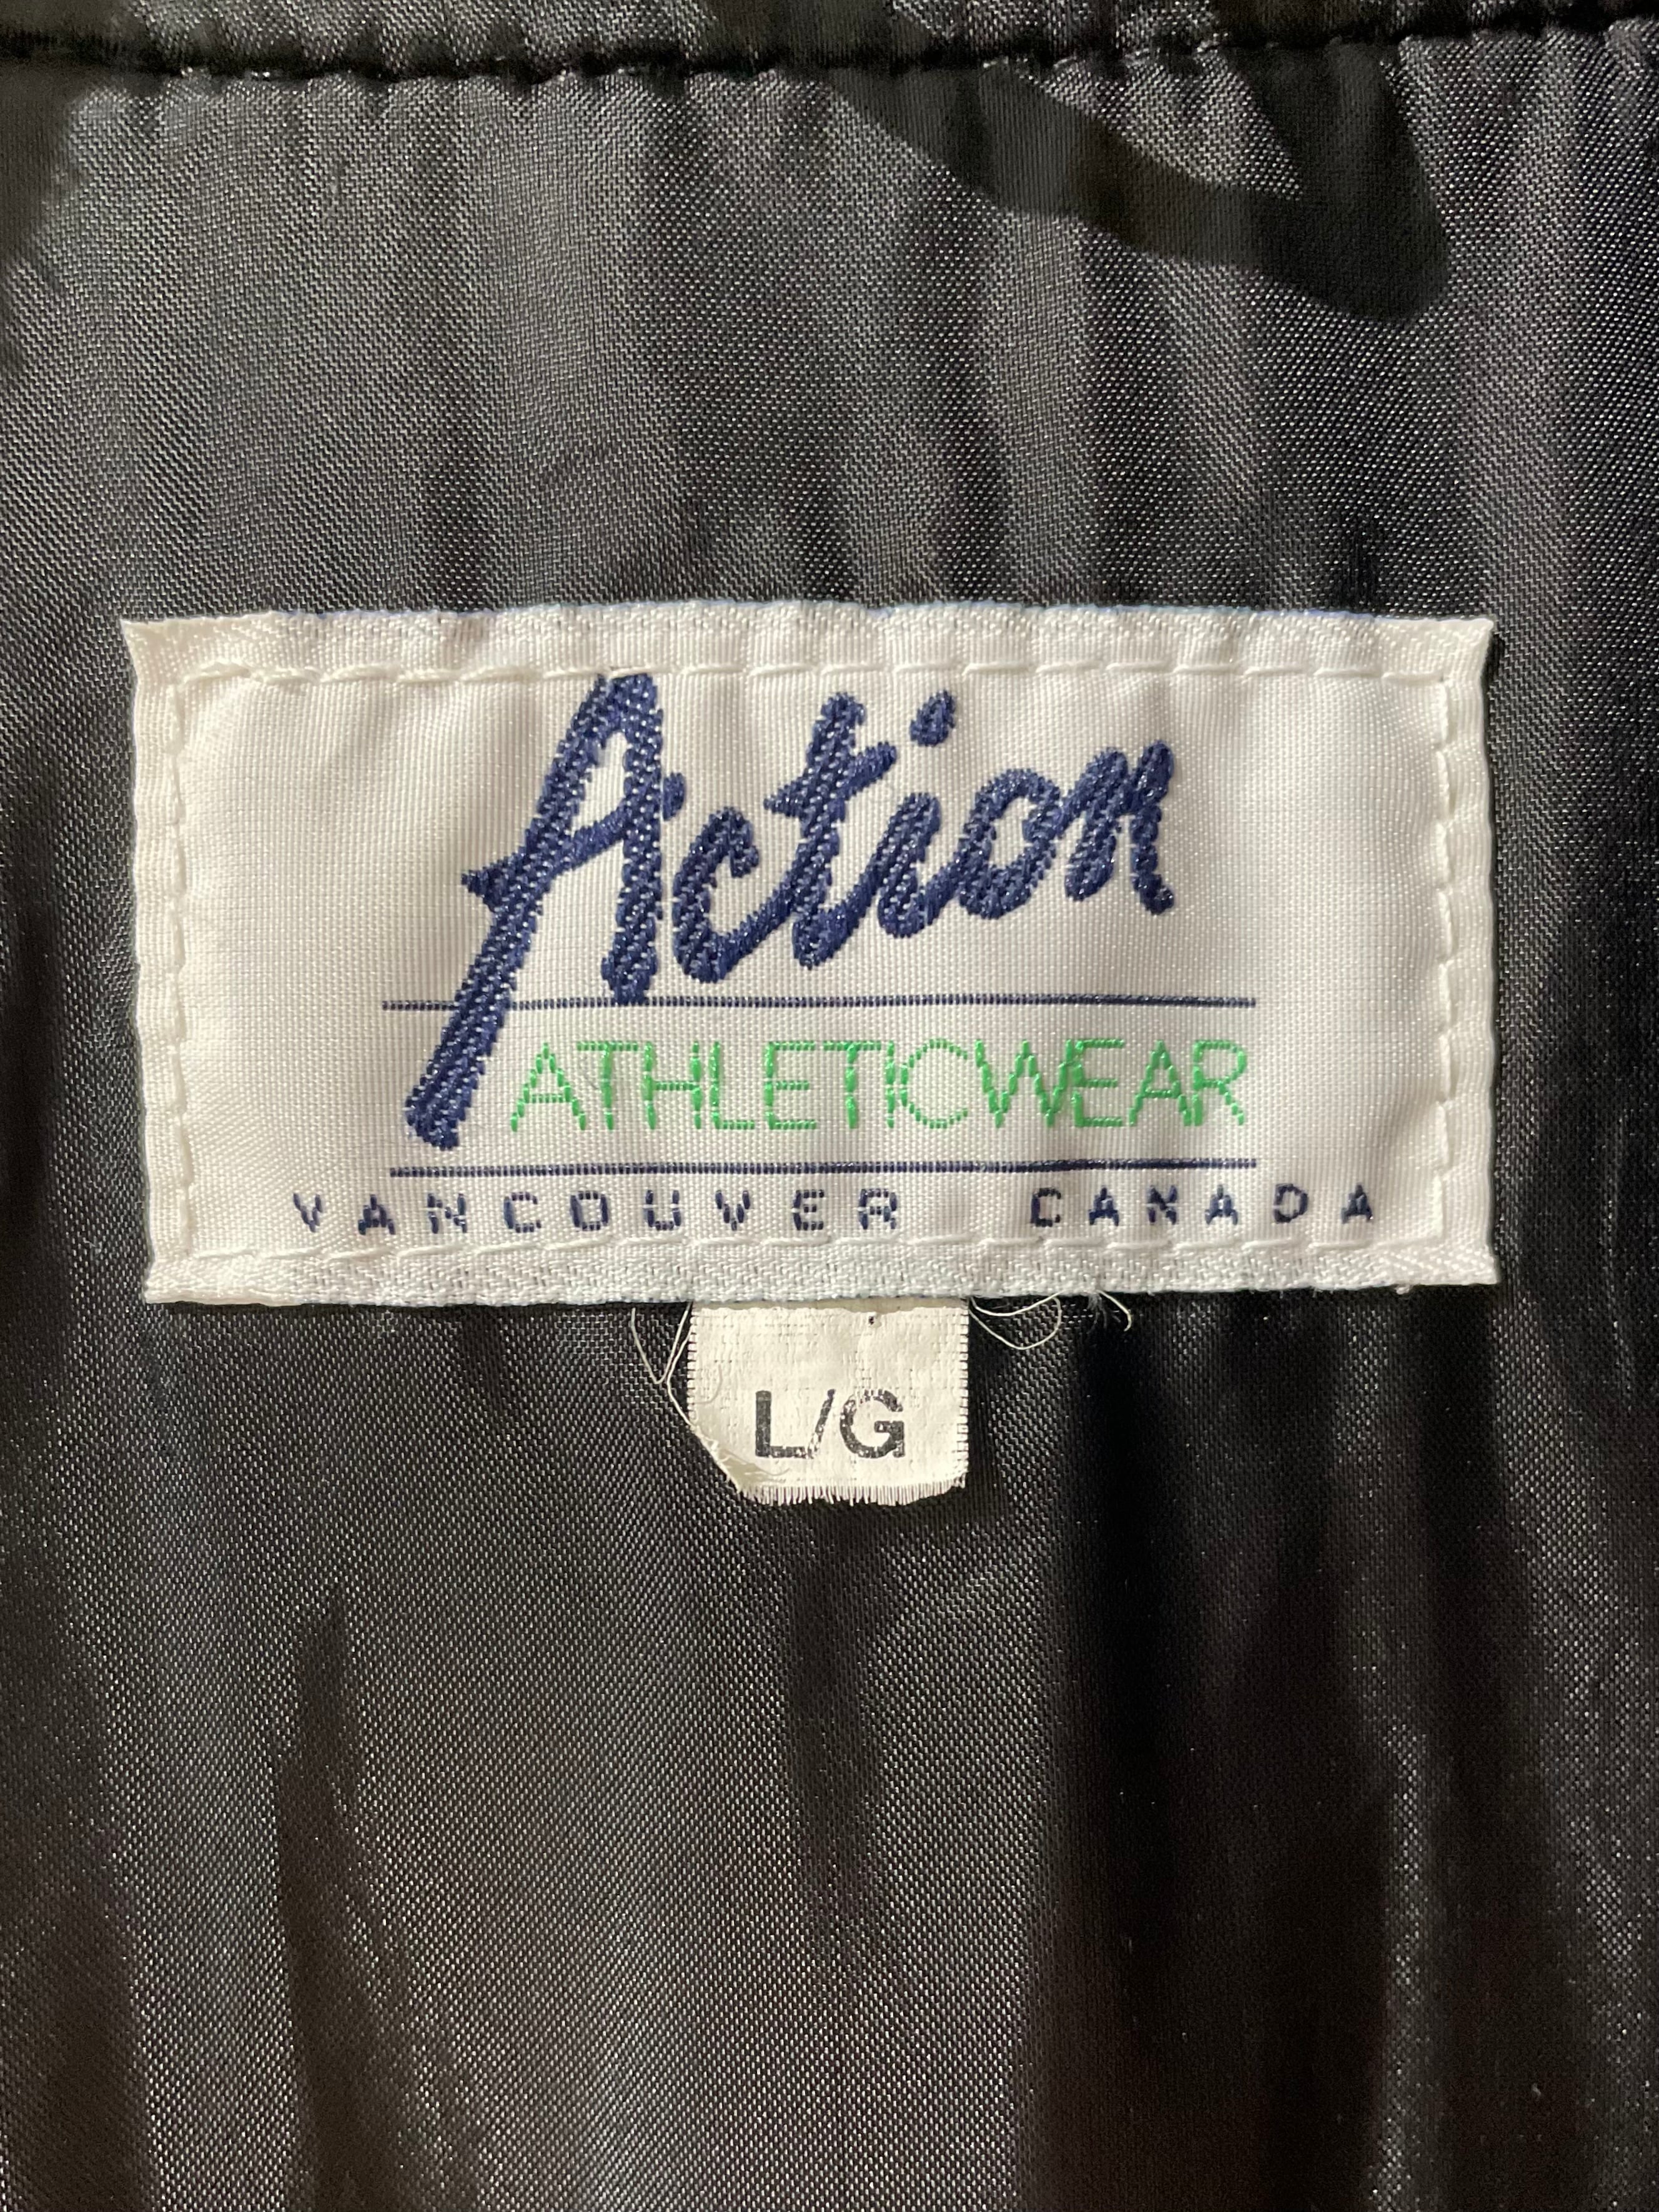 Action
ATHLETICWEAR
VANCOUVER CANADA
L/G